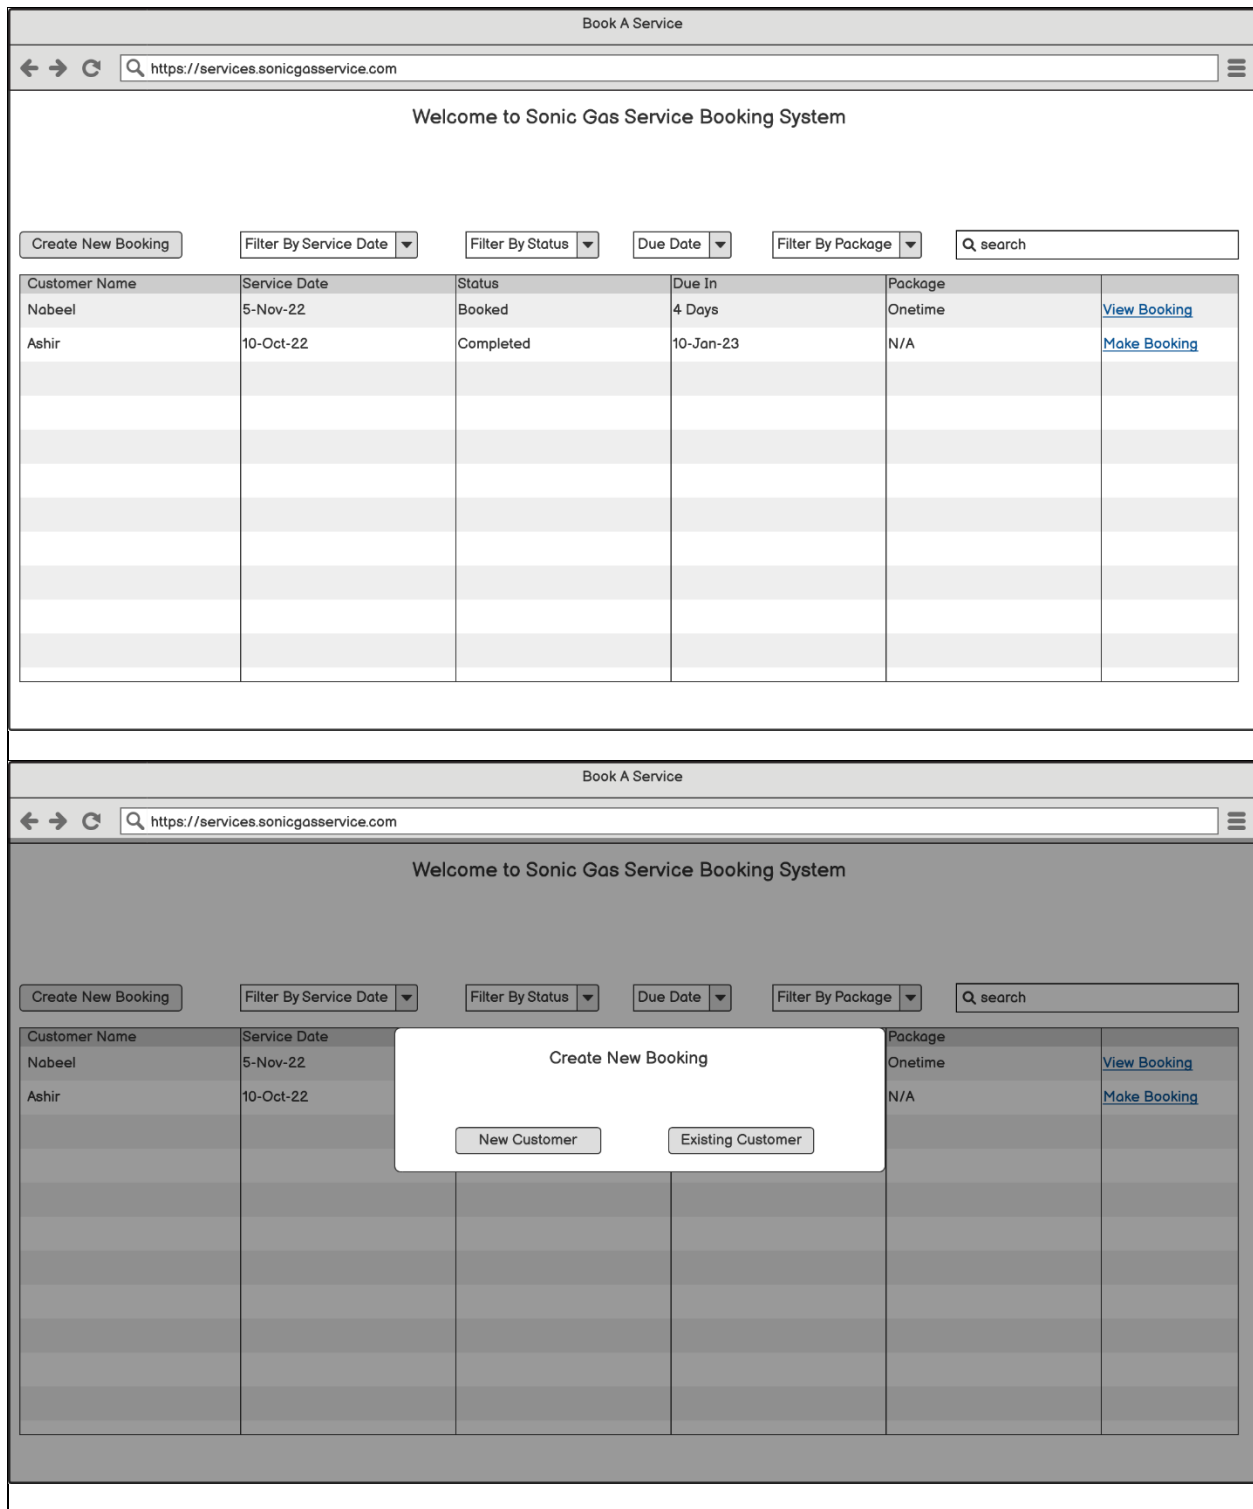 Book A Service
https://services.sonicgasservice.com
Welcome to Sonic Gas Service Booking System
Create New Booking Filter By Service Date Filter By Status Due Date Filter By Package search
Customer Name Service Date Status Due In Package
Nabeel 5-Nov-22 Booked 4 Days Onetime View Booking
Ashir 10-Oct-22 Completed 10-Jan-23 N/A Make Booking
Book A Service
https://services.sonicgasservice.com
Welcome to Sonic Gas Service Booking System
Create New Booking Filter By Service Date Filter By Status Due Date Filter By Package search
Customer Name Service Date Package
Nabeel 5-Nov-22 Create New Booking Onetime View Booking
Ashir 10-Oct-22 N/A Make Booking
New Customer Existing Customer